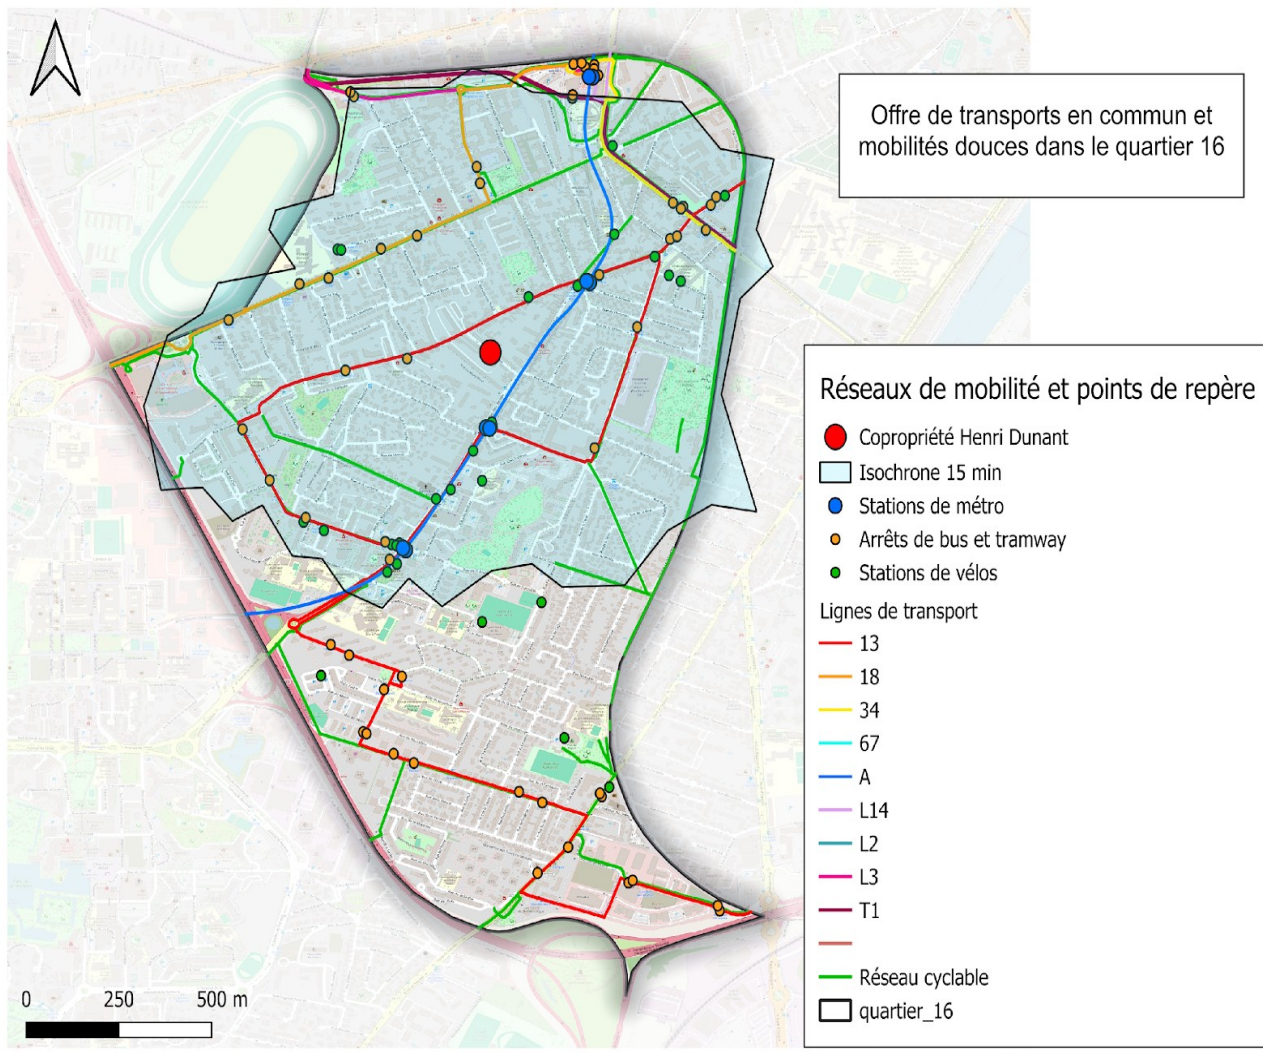 Offre de transports en commun et
mobilités douces dans le quartier 16
Réseaux de mobilité et points de repère
Copropriété Henri Dunant
Isochrone 15 min
Stations de métro
Arrêts de bus et tramway
Stations de vélos
Lignes de transport
13
18
34
67
A
L14
L2
L3
T1
Réseau cyclable
quartier_16
0 250 500 m